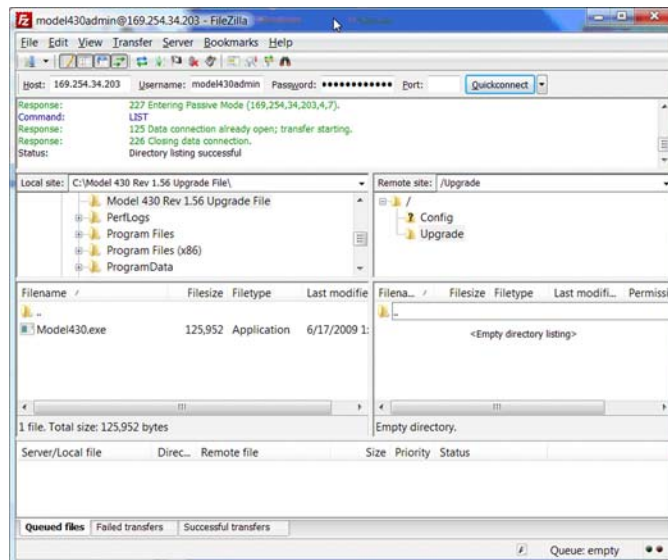 model430admin@169.254.34.203 - FileZilla
File Edit View Transfer Server Bookmarks Help
Host: 169.254.34.203 Username: model430admin Password: ●●●●●●●●●●●● Port: Quickconnect
Response: 227 Entering Passive Mode (169,254,34,203,4,7).
Command: LIST
Response: 125 Data connection already open; transfer starting.
Response: 226 Closing data connection.
Status: Directory listing successful
Local site: C:\Model 430 Rev 1.56 Upgrade File\
Remote site: /Upgrade
Model 430 Rev 1.56 Upgrade File
PerfLogs
Program Files
Program Files (x86)
ProgramData
/
? Config
Upgrade
Filename Filesize Filetype Last modifie
..
Model430.exe 125,952 Application 6/17/2009 1:
1 file. Total size: 125,952 bytes
Filena... Filesize Filetype Last modifi... Permissi
..
<Empty directory listing>
Empty directory.
Server/Local file Direc... Remote file Size Priority Status
Queued files Failed transfers Successful transfers
Queue: empty